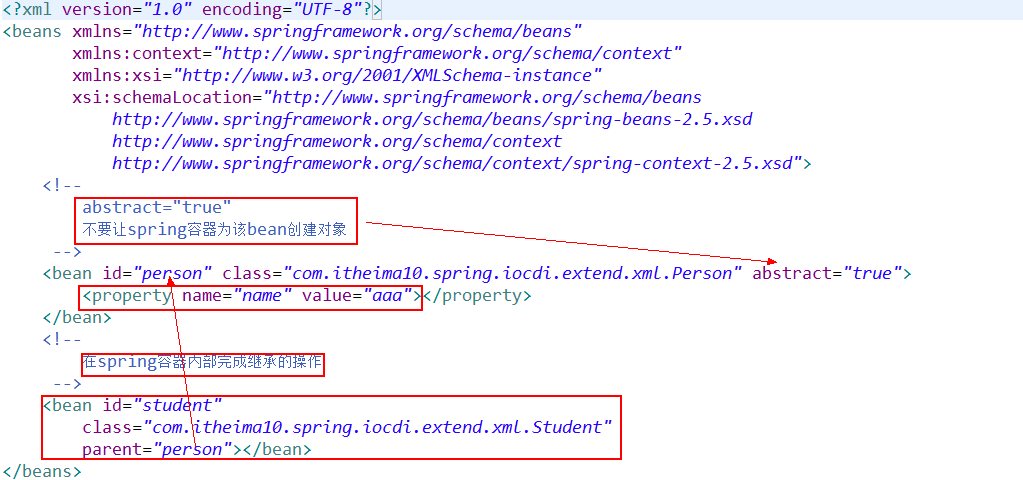 <?xml version="1.0" encoding="UTF-8"?>
<beans xmlns="http://www.springframework.org/schema/beans"
xmlns:context="http://www.springframework.org/schema/context"
xmlns:xsi="http://www.w3.org/2001/XMLSchema-instance"
xsi:schemaLocation="http://www.springframework.org/schema/beans
http://www.springframework.org/schema/beans/spring-beans-2.5.xsd
http://www.springframework.org/schema/context
http://www.springframework.org/schema/context/spring-context-2.5.xsd">
<!--
abstract="true"
不要让spring容器为该bean创建对象
-->
<bean id="person" class="com.itheima10.spring.iocdi.extend.xml.Person" abstract="true">
<property name="name" value="aaa"></property>
</bean>
<!--
在spring容器内部完成继承的操作
-->
<bean id="student"
class="com.itheima10.spring.iocdi.extend.xml.Student"
parent="person"></bean>
</beans>